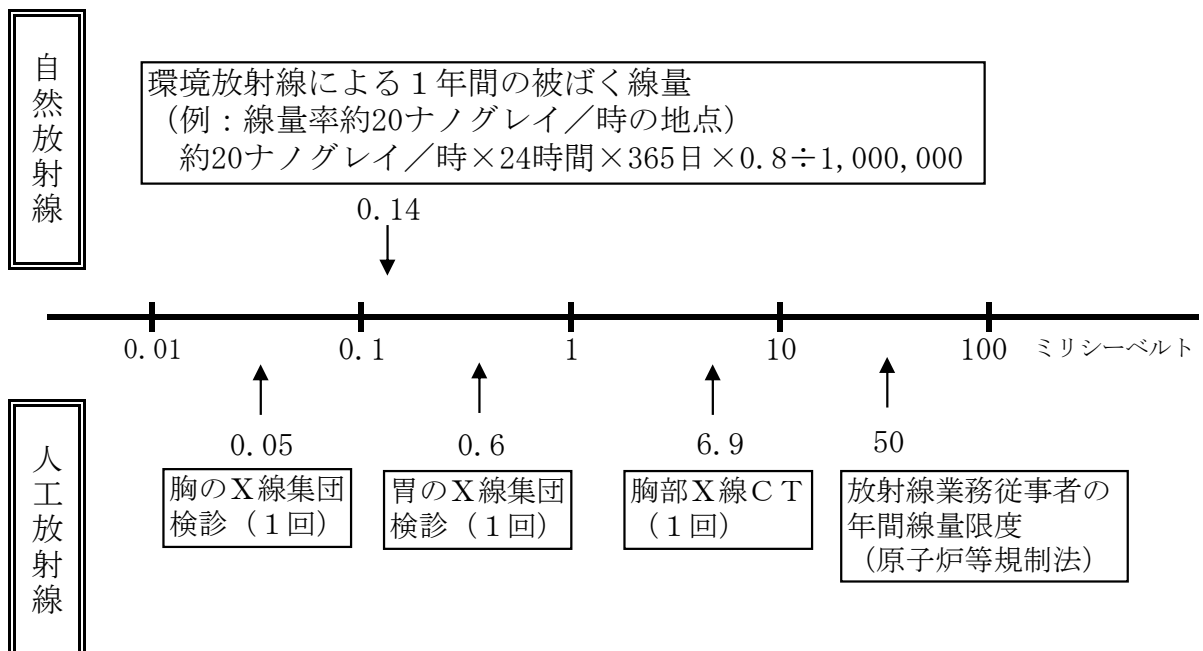 自然放射線
環境放射線による１年間の被ばく線量
（例：線量率約20ナノグレイ／時の地点）
約20ナノグレイ／時×24時間×365日×0.8÷1,000,000
0.14
0.01 0.1 1 10 100 ミリシーベルト
人工放射線
0.05
胸のＸ線集団
検診（１回）
0.6
胃のＸ線集団
検診（１回）
6.9
胸部Ｘ線ＣＴ
（１回）
50
放射線業務従事者の
年間線量限度
（原子炉等規制法）